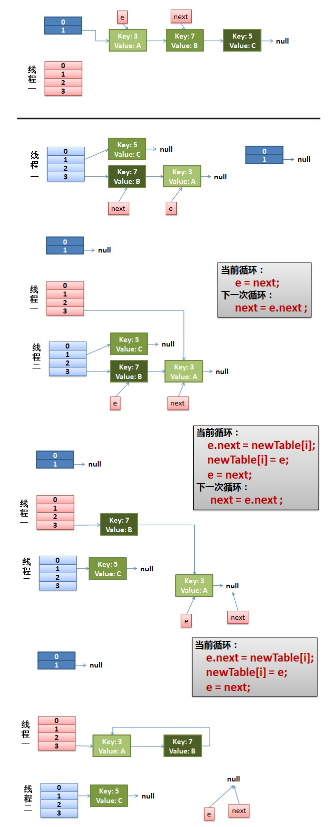 e
next
0
1
Key: 3
Value: A
Key: 7
Value: B
Key: 5
Value: C
null
线程一
0
1
2
3
线程一
0
1
2
3
Key: 5
Value: C
null
Key: 7
Value: B
Key: 3
Value: A
null
next
e
0
1
null
0
1
null
当前循环：
e = next;
下一次循环：
next = e.next ;
线程一
0
1
2
3
线程二
0
1
2
3
Key: 5
Value: C
null
Key: 7
Value: B
Key: 3
Value: A
null
e
next
当前循环：
e.next = newTable[i];
newTable[i] = e;
e = next;
下一次循环：
next = e.next ;
0
1
null
线程一
0
1
2
3
Key: 7
Value: B
线程二
0
1
2
3
Key: 5
Value: C
null
Key: 3
Value: A
null
e
next
当前循环：
e.next = newTable[i];
newTable[i] = e;
e = next;
0
1
null
线程一
0
1
2
3
Key: 3
Value: A
Key: 7
Value: B
线程二
0
1
2
3
Key: 5
Value: C
null
null
e
next